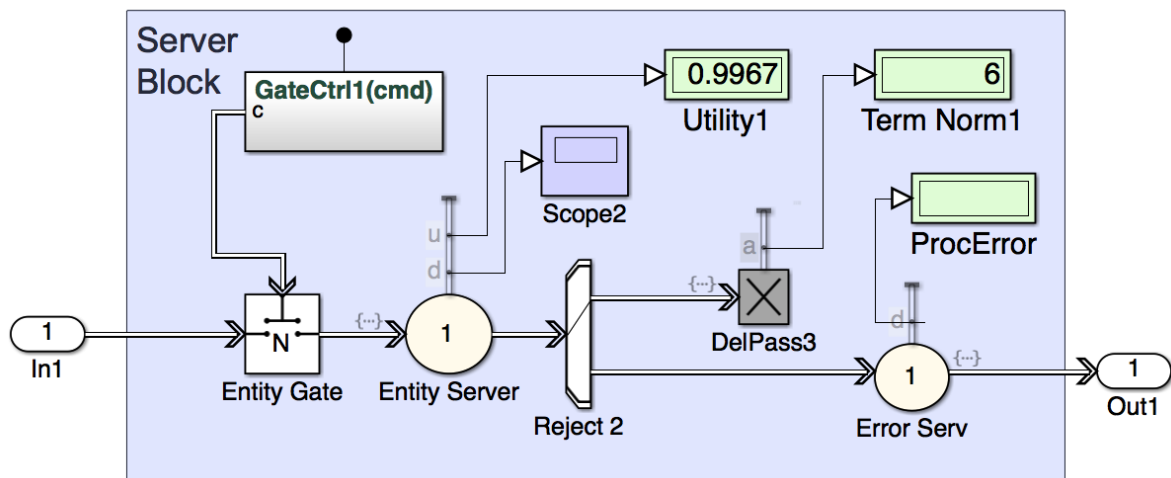 Server
Block
GateCtrl1(cmd)
c
0.9967
Utility1
6
Term Norm1
Scope2
ProcError
u
d
a
d
{...}
DelPass3
1
In1
N
Entity Gate
{...}
1
Entity Server
Reject 2
1
Error Serv
{...}
1
Out1